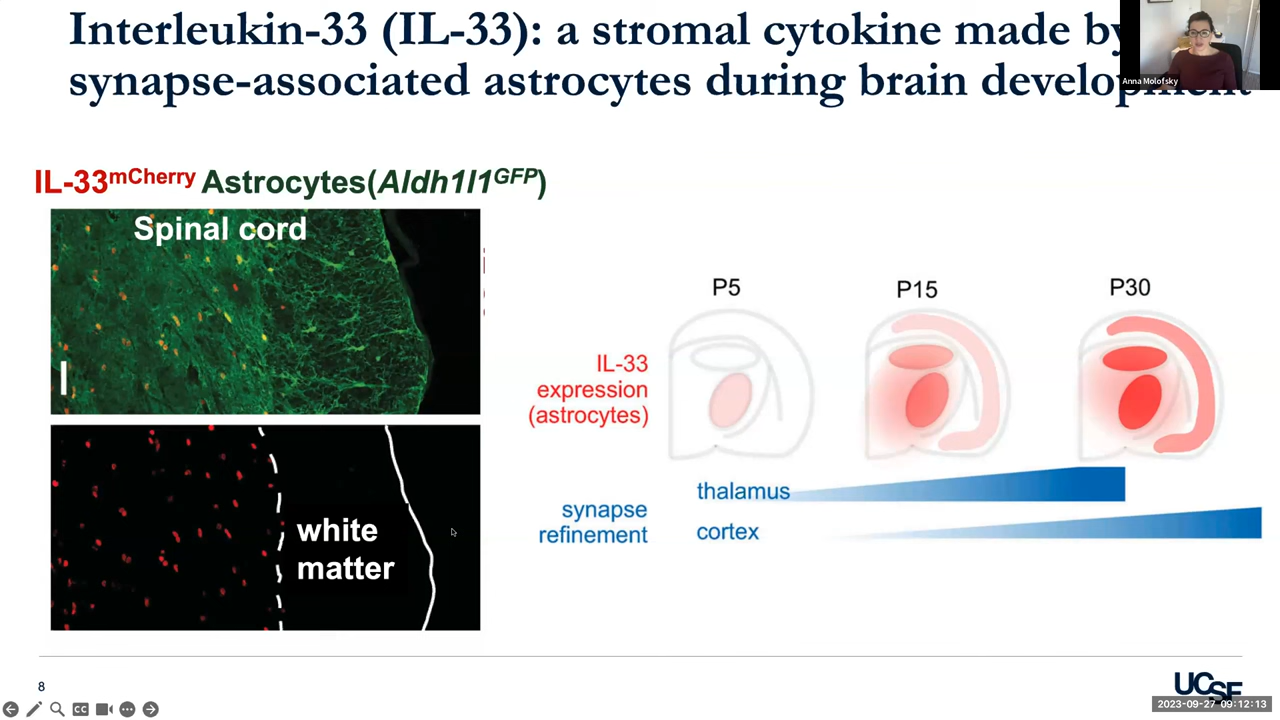 Interleukin-33 (IL-33): a stromal cytokine made by
synapse-associated astrocytes during brain development
Anna Molofsky
IL-33mCherry Astrocytes(Aldh1l1GFP)
Spinal cord
white
matter
P5
P15
P30
IL-33
expression
(astrocytes)
thalamus
synapse
refinement
cortex
8
UCSF
CC
2023-09-27 09:12:13